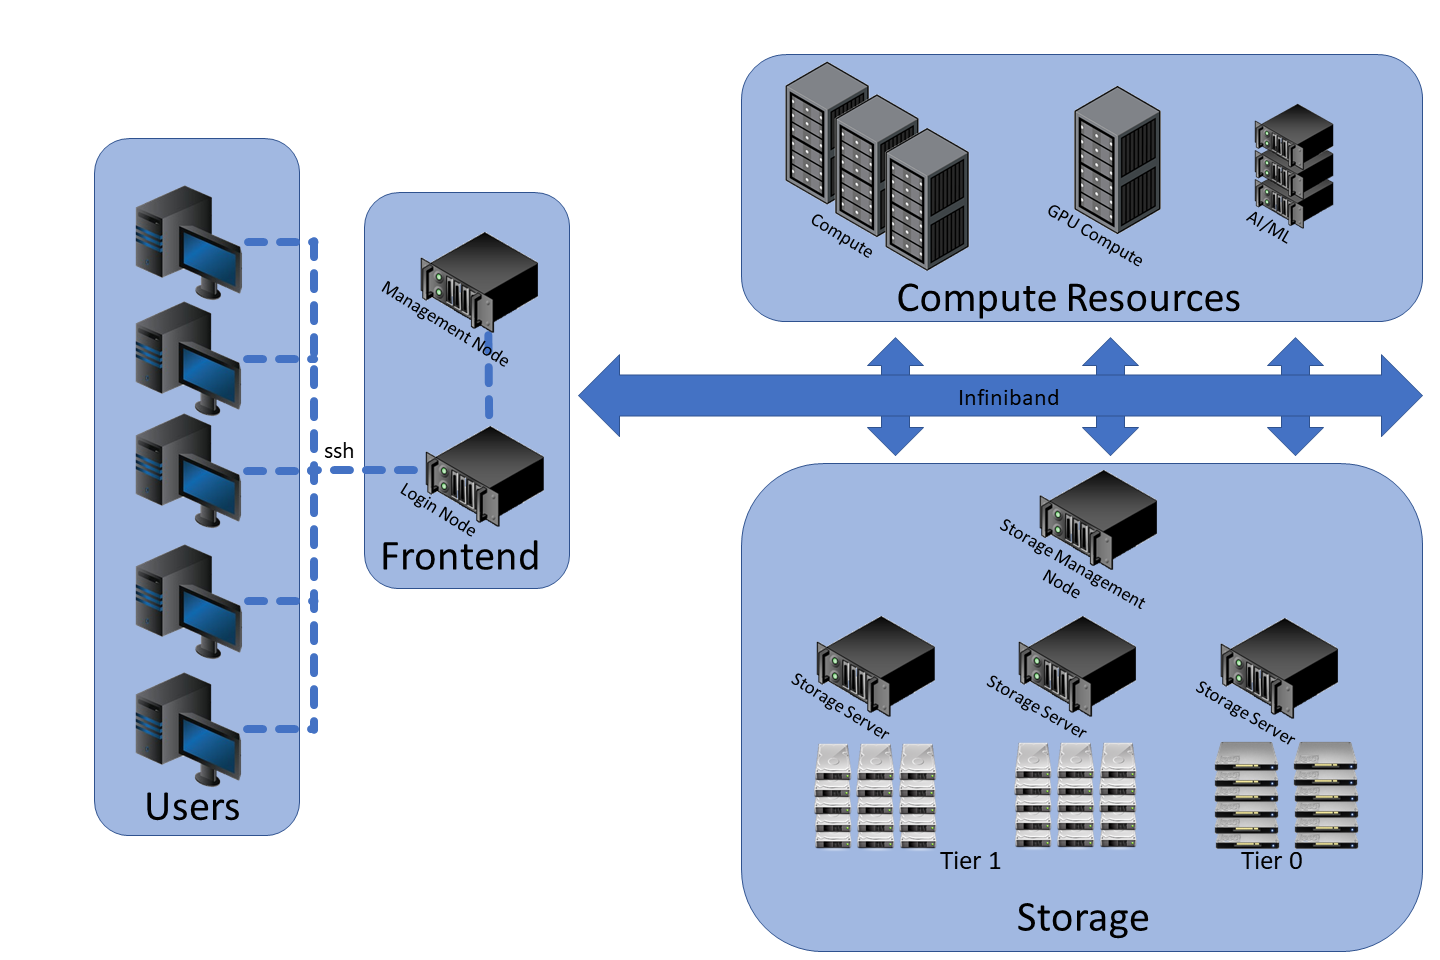 Compute
GPU Compute
AI/ML
Compute Resources
Management Node
Infiniband
ssh
Login Node
Frontend
Storage Management
Node
Storage Server
Storage Server
Storage Server
Users
Tier 1
Tier 0
Storage